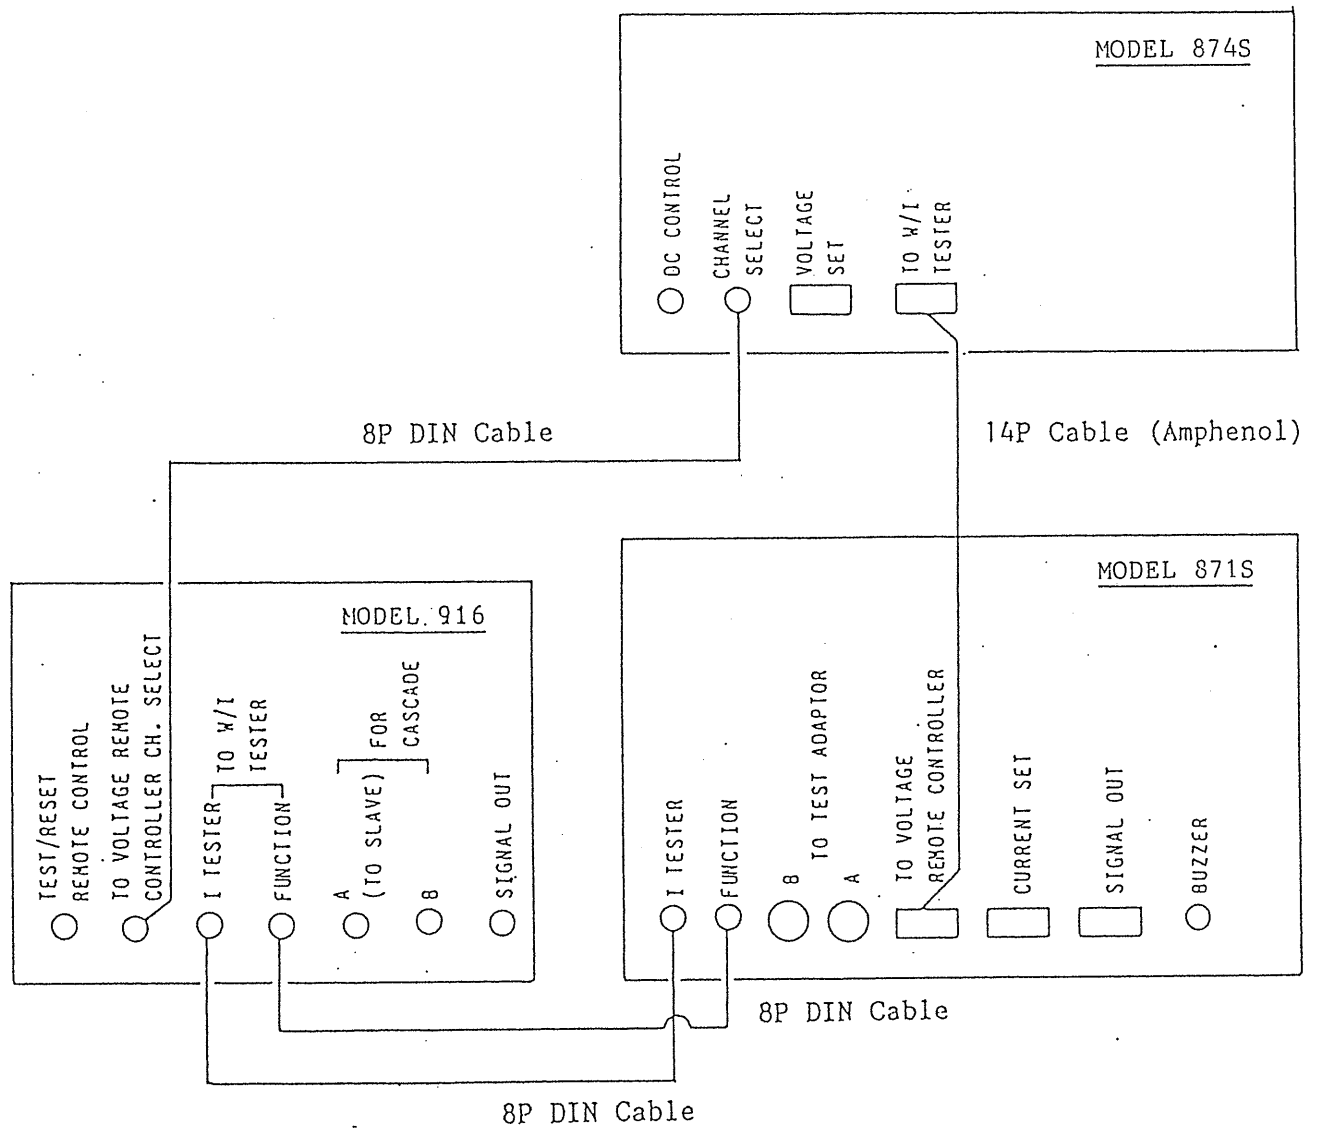 MODEL 874S
DC CONTROL
CHANNEL
SELECT
VOLTAGE
SET
TO W/I
TESTER
8P DIN Cable
14P Cable (Amphenol)
MODEL 916
TEST/RESET
REMOTE CONTROL
TO VOLTAGE REMOTE
CONTROLLER CH. SELECT
I TESTER
TO W/I
TESTER
FUNCTION
A
(TO SLAVE)
FOR
CASCADE
B
SIGNAL OUT
MODEL 871S
I TESTER
FUNCTION
B
TO TEST ADAPTOR
A
TO VOLTAGE
REMOTE CONTROLLER
CURRENT SET
SIGNAL OUT
BUZZER
8P DIN Cable
8P DIN Cable